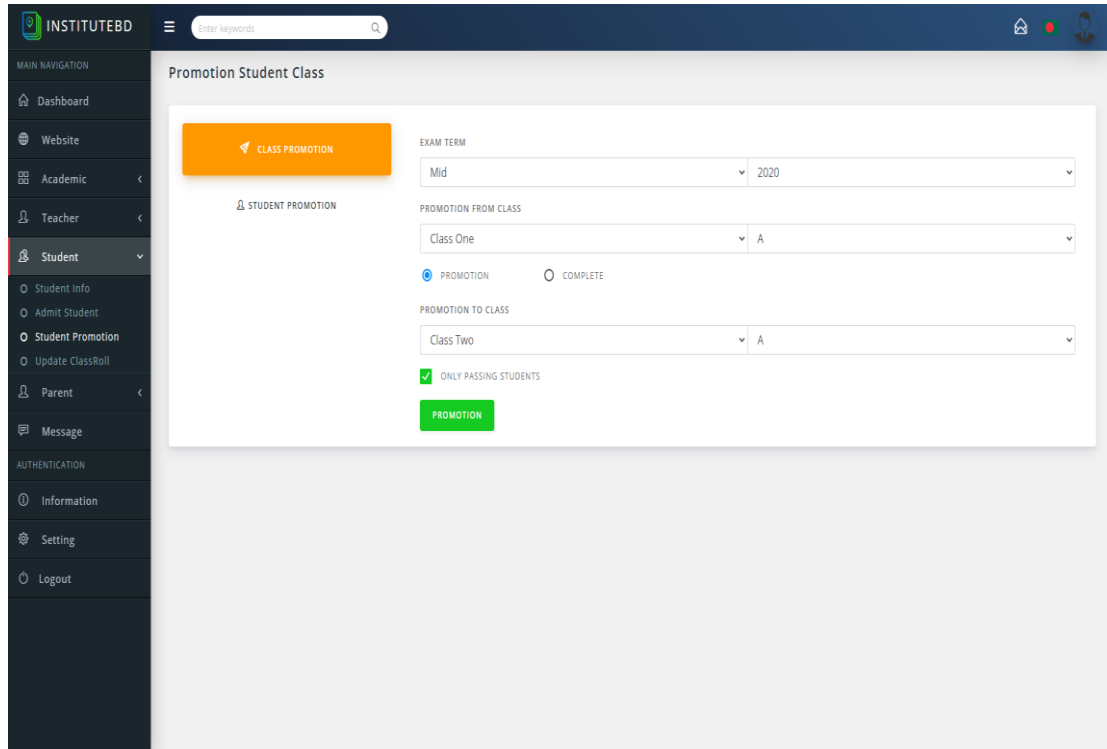 INSTITUTEBD
Enter keywords
MAIN NAVIGATION
Dashboard
Website
Academic
Teacher
Student
Student Info
Admit Student
Student Promotion
Update ClassRoll
Parent
Message
AUTHENTICATION
Information
Setting
Logout
Promotion Student Class
CLASS PROMOTION
STUDENT PROMOTION
EXAM TERM
Mid 2020
PROMOTION FROM CLASS
Class One A
PROMOTION COMPLETE
PROMOTION TO CLASS
Class Two A
ONLY PASSING STUDENTS
PROMOTION